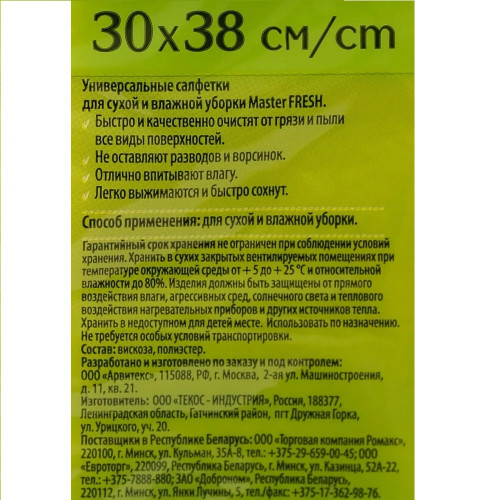 30x38 см/cm
Универсальные салфетки
для сухой и влажной уборки Master FRESH.
Быстро и качественно очистят от грязи и пыли
все виды поверхностей.
Не оставляют разводов и ворсинок.
Отлично впитывают влагу.
Легко выжимаются и быстро сохнут.
Способ применения: для сухой и влажной уборки.
Гарантийный срок хранения не ограничен при соблюдении условий
хранения. Хранить в сухих закрытых вентилируемых помещениях при
температуре окружающей среды от + 5 до + 25 °C и относительной
влажности до 80%. Изделия должны быть защищены от прямого
воздействия влаги, агрессивных сред, солнечного света и теплового
воздействия нагревательных приборов и других источников тепла.
Хранить в недоступном для детей месте. Использовать по назначению.
Не требуется особых условий транспортировки.
Состав: вискоза, полиэстер.
Разработано и изготовлено по заказу и под контролем:
ООО «Арвитекс», 115088, РФ, г. Москва, 2-ая ул. Машиностроения,
д. 11, кв. 21.
Изготовитель: ООО «ТЕКОС - ИНДУСТРИЯ», Россия, 188377,
Ленинградская область, Гатчинский район, пгт Дружная Горка,
ул. Урицкого, уч. 20.
Поставщики в Республике Беларусь: ООО «Торговая компания Ромакс»,
220100, г. Минск, ул. Кульман, 35А-8, тел.: +375-29-659-00-45; ООО
«Евроторг», 220099, Республика Беларусь, г. Минск, ул. Казинца, 52А-22,
тел.: +375-7888-880; ЗАО «Доброном», Республика Беларусь,
220112, г. Минск, ул. Янки Лучины, 5, тел./факс: +375-17-362-98-76.